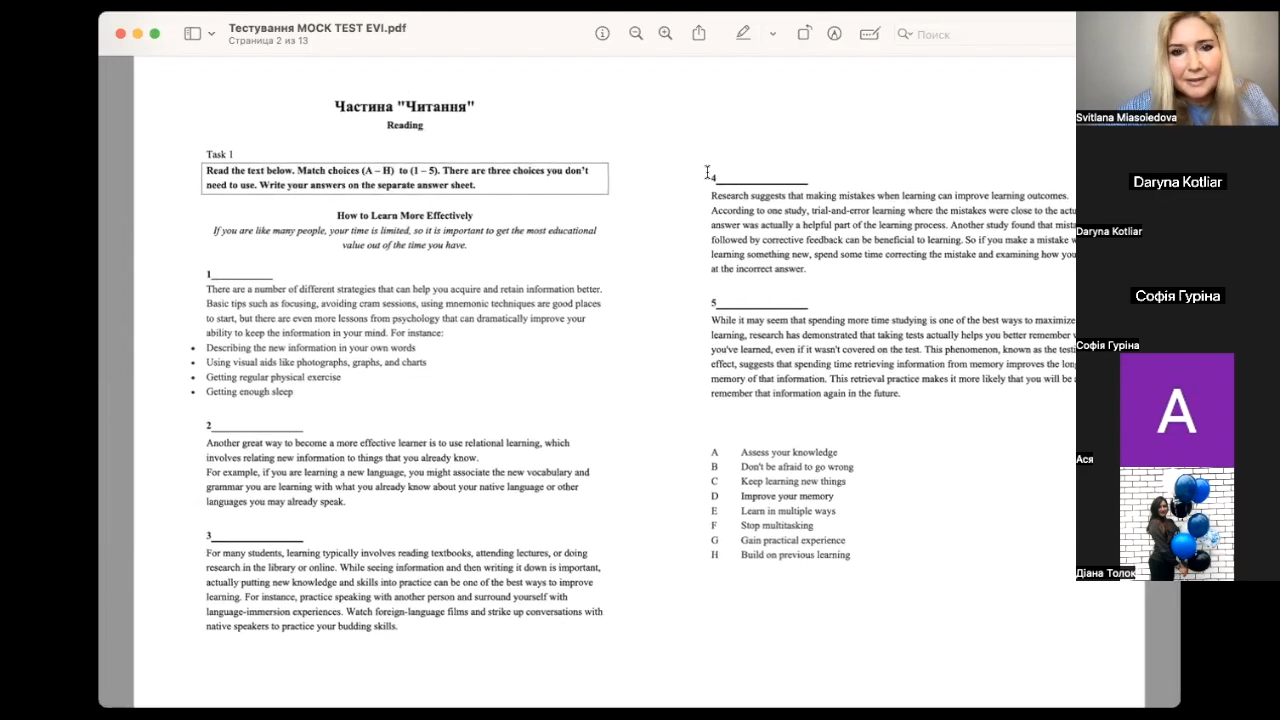 Тестування MOCK TEST EVI.pdf
Страница 2 из 13
Поиск
Частина "Читання"
Reading
Task 1
Read the text below. Match choices (A – H) to (1 – 5). There are three choices you don't
need to use. Write your answers on the separate answer sheet.
How to Learn More Effectively
If you are like many people, your time is limited, so it is important to get the most educational
value out of the time you have.
1
There are a number of different strategies that can help you acquire and retain information better.
Basic tips such as focusing, avoiding cram sessions, using mnemonic techniques are good places
to start, but there are even more lessons from psychology that can dramatically improve your
ability to keep the information in your mind. For instance:
• Describing the new information in your own words
• Using visual aids like photographs, graphs, and charts
• Getting regular physical exercise
• Getting enough sleep
2
Another great way to become a more effective learner is to use relational learning, which
involves relating new information to things that you already know.
For example, if you are learning a new language, you might associate the new vocabulary and
grammar you are learning with what you already know about your native language or other
languages you may already speak.
3
For many students, learning typically involves reading textbooks, attending lectures, or doing
research in the library or online. While seeing information and then writing it down is important,
actually putting new knowledge and skills into practice can be one of the best ways to improve
learning. For instance, practice speaking with another person and surround yourself with
language-immersion experiences. Watch foreign-language films and strike up conversations with
native speakers to practice your budding skills.
4
Research suggests that making mistakes when learning can improve learning outcomes.
According to one study, trial-and-error learning where the mistakes were close to the actu
answer was actually a helpful part of the learning process. Another study found that mista
followed by corrective feedback can be beneficial to learning. So if you make a mistake w
learning something new, spend some time correcting the mistake and examining how you
at the incorrect answer.
5
While it may seem that spending more time studying is one of the best ways to maximize
learning, research has demonstrated that taking tests actually helps you better remember w
you've learned, even if it wasn't covered on the test. This phenomenon, known as the testi
effect, suggests that spending time retrieving information from memory improves the long
memory of that information. This retrieval practice makes it more likely that you will be a
remember that information again in the future.
A Assess your knowledge
B Don't be afraid to go wrong
C Keep learning new things
D Improve your memory
E Learn in multiple ways
F Stop multitasking
G Gain practical experience
H Build on previous learning
Svitlana Miasoiedova
Daryna Kotliar
Daryna Kotliar
Софія Гуріна
Софія Гуріна
A
Ася
Діана Толок